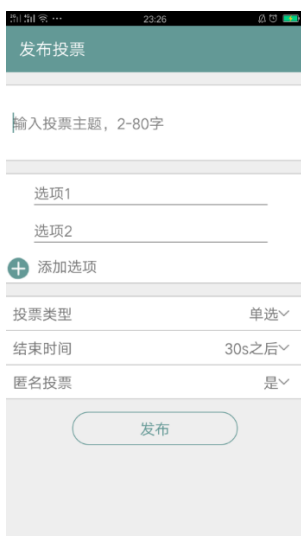 23:26
发布投票
输入投票主题，2-80字
选项1
选项2
添加选项
投票类型 单选
结束时间 30s之后
匿名投票 是
发布